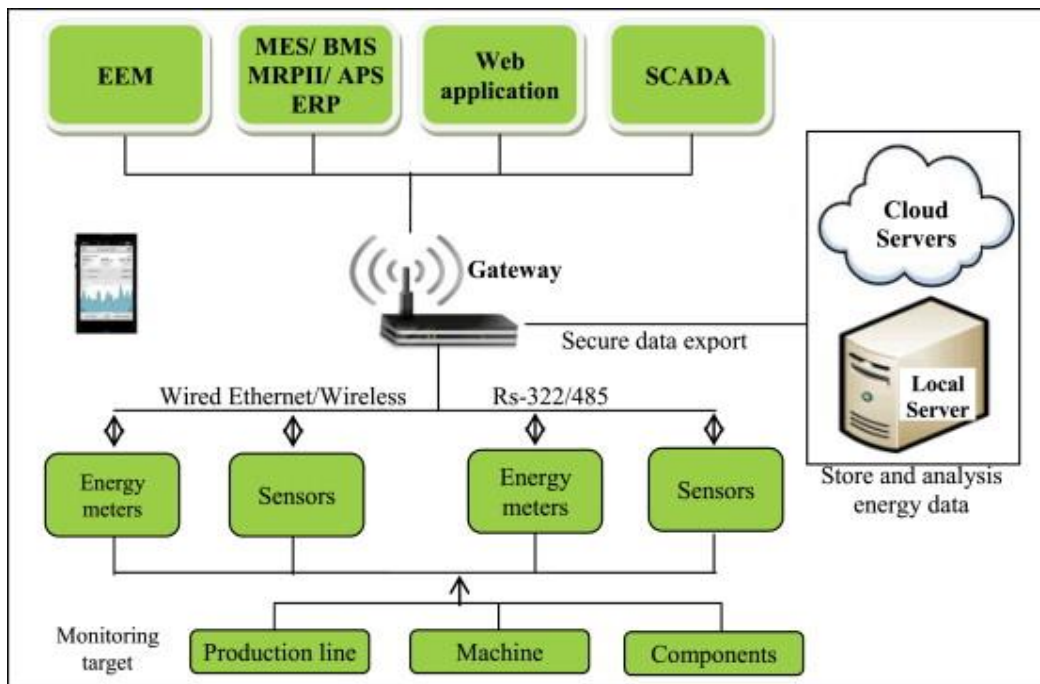 EEM
MES/ BMS
MRPII/ APS
ERP
Web
application
SCADA
Cloud
Servers
Gateway
Secure data export
Local
Server
Wired Ethernet/Wireless
Rs-322/485
Energy
meters
Sensors
Energy
meters
Sensors
Store and analysis
energy data
Monitoring
target
Production line
Machine
Components